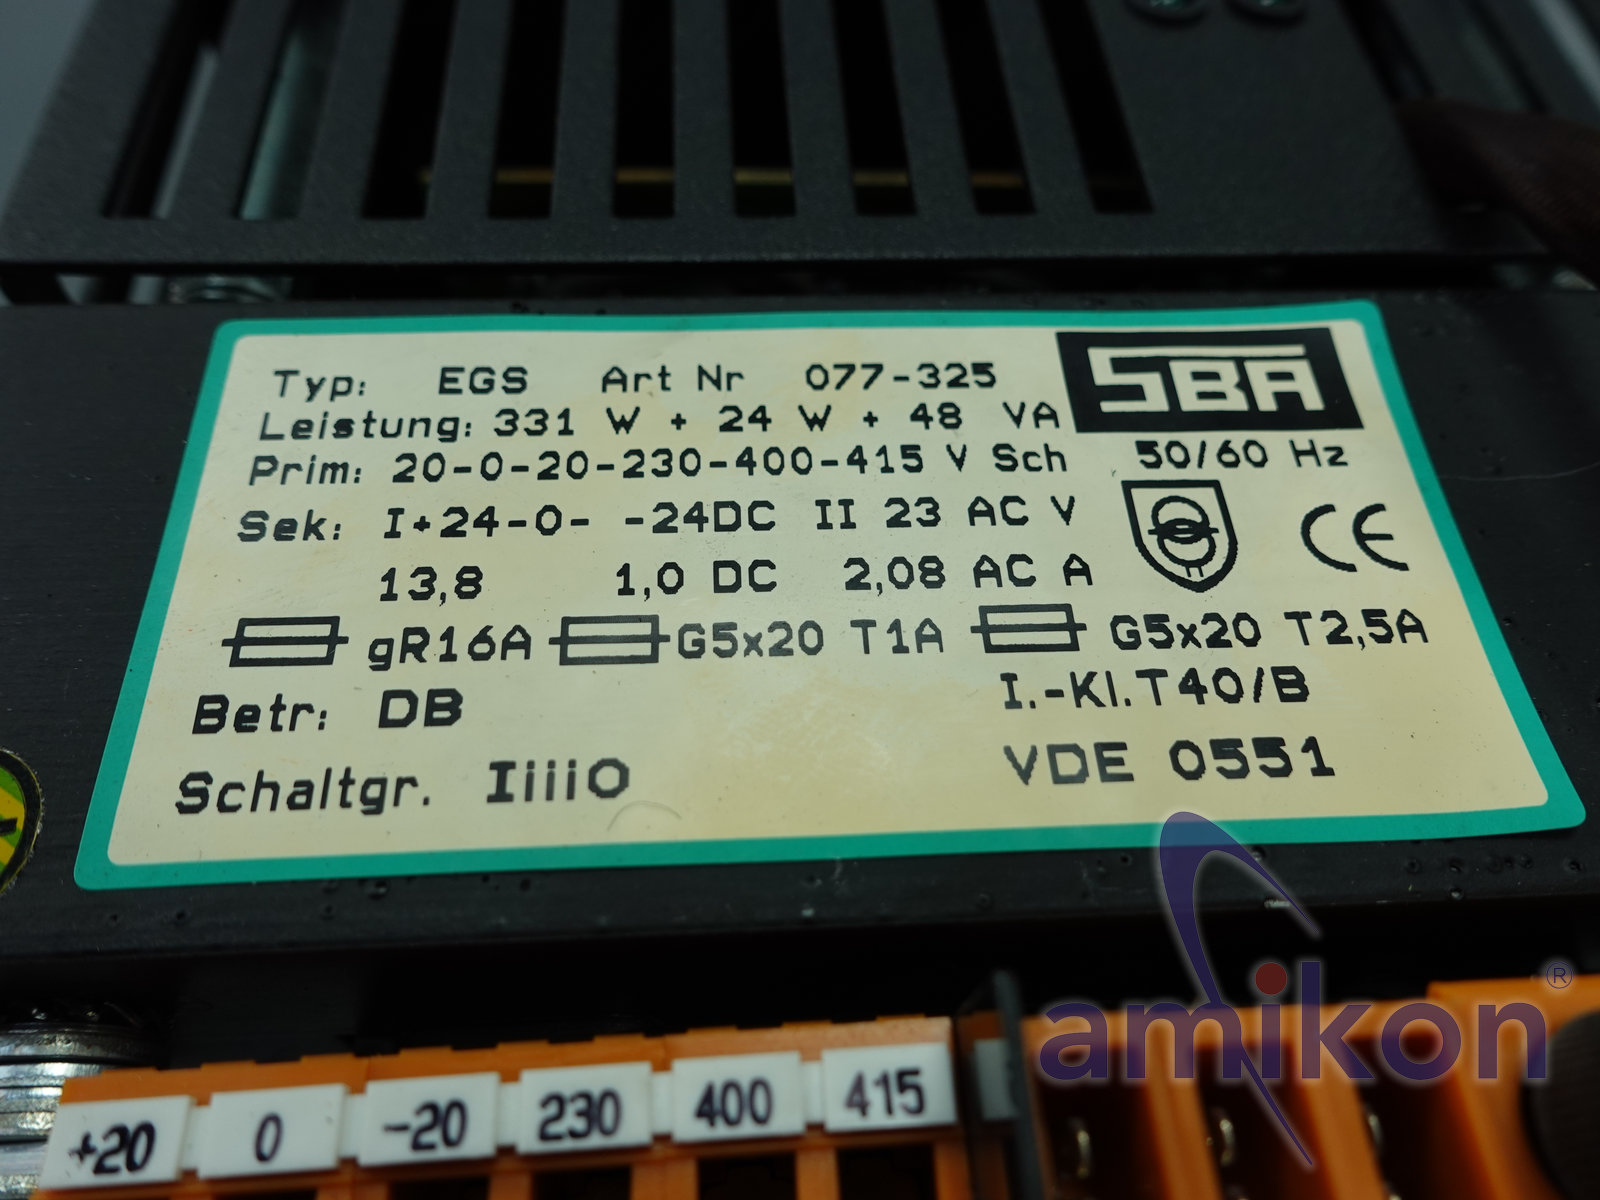 Typ: EGS Art Nr 077-325 SBA
Leistung: 331 W + 24 W + 48 VA
Prim: 20-0-20-230-400-415 V Sch 50/60 Hz
Sek: I+24-0- -24DC II 23 AC V
CE
13,8 1,0 DC 2,08 AC A
gR16A G5x20 T1A G5x20 T2,5A
Betr: DB I.-Kl.T40/B
Schaltgr. IiiiO VDE 0551
amikon®
+20 0 -20 230 400 415